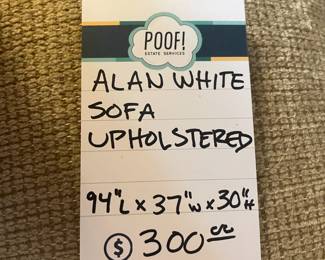 POOF!
ESTATE SERVICES
ALAN WHITE
SOFA
UPHOLSTERED
94"L x 37"W x 30"H
$ 300 00